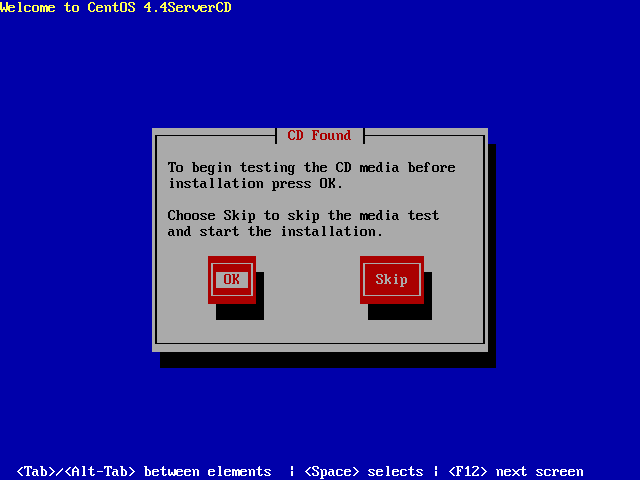 Welcome to CentOS 4.4ServerCD
CD Found
To begin testing the CD media before
installation press OK.
Choose Skip to skip the media test
and start the installation.
OK
Skip
<Tab>/<Alt-Tab> between elements  | <Space> selects | <F12> next screen